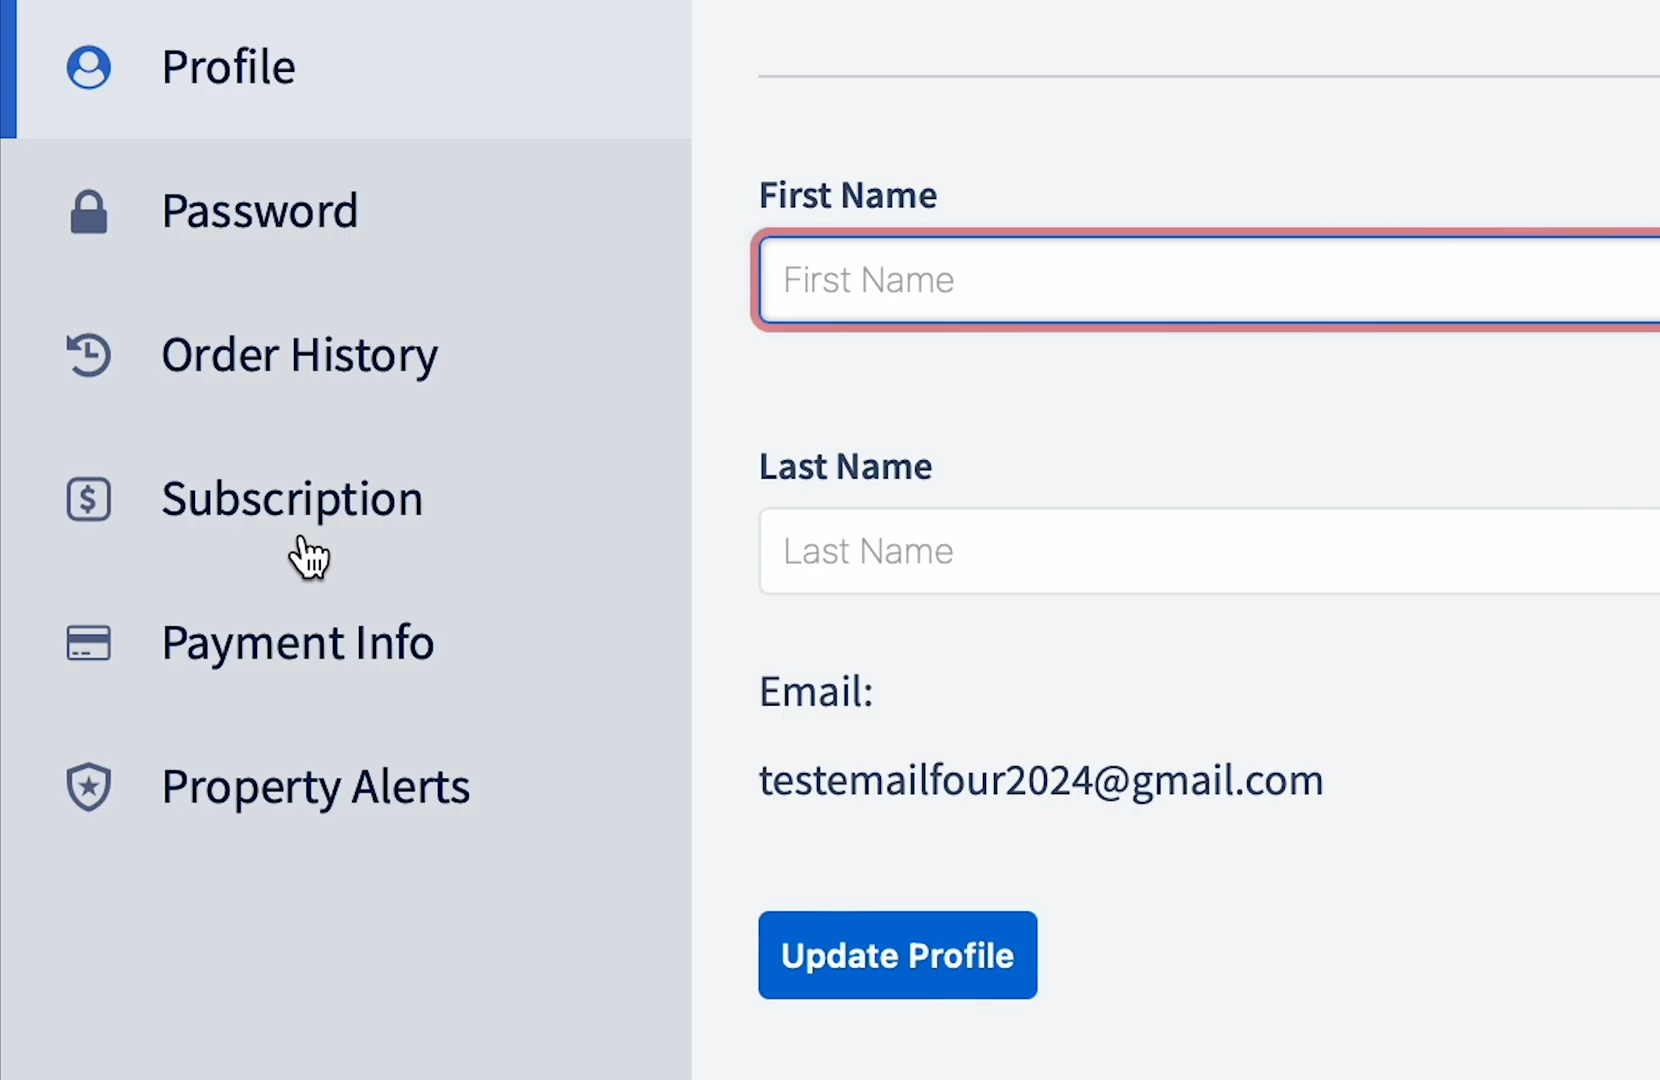 Profile
Password
Order History
Subscription
Payment Info
Property Alerts
First Name
First Name
Last Name
Last Name
Email:
testemailfour2024@gmail.com
Update Profile